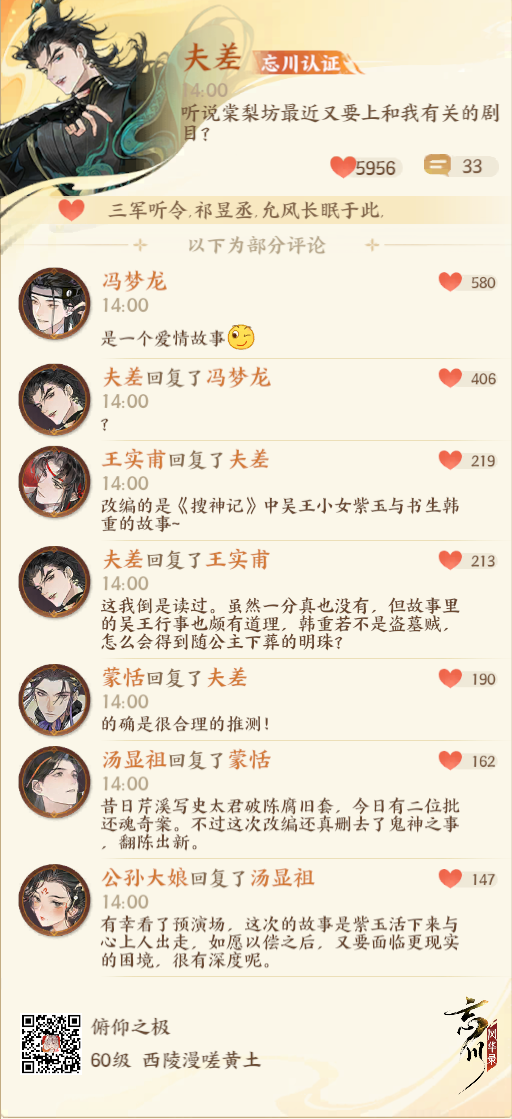 夫差 忘川认证
14:00
听说棠梨坊最近又要上和我有关的剧
目?
5956 33
三军听令,祁昱丞,允风长眠于此,
以下为部分评论
冯梦龙 580
14:00
是一个爱情故事
夫差回复了冯梦龙 406
14:00
?
王实甫回复了夫差 219
14:00
改编的是《搜神记》中吴王小女紫玉与书生韩
重的故事~
夫差回复了王实甫 213
14:00
这我倒是读过。虽然一分真也没有,但故事里
的吴王行事也颇有道理,韩重若不是盗墓贼,
怎么会得到随公主下葬的明珠?
蒙恬回复了夫差 190
14:00
的确是很合理的推测!
汤显祖回复了蒙恬 162
14:00
昔日芹溪写史太君破陈腐旧套,今日有二位批
还魂奇案。不过这次改编还真删去了鬼神之事
,翻陈出新。
公孙大娘回复了汤显祖 147
14:00
有幸看了预演场,这次的故事是紫玉活下来与
心上人出走,如愿以偿之后,又要面临更现实
的困境,很有深度呢。
俯仰之极
60级 西陵漫嗟黄土
忘川
风华录